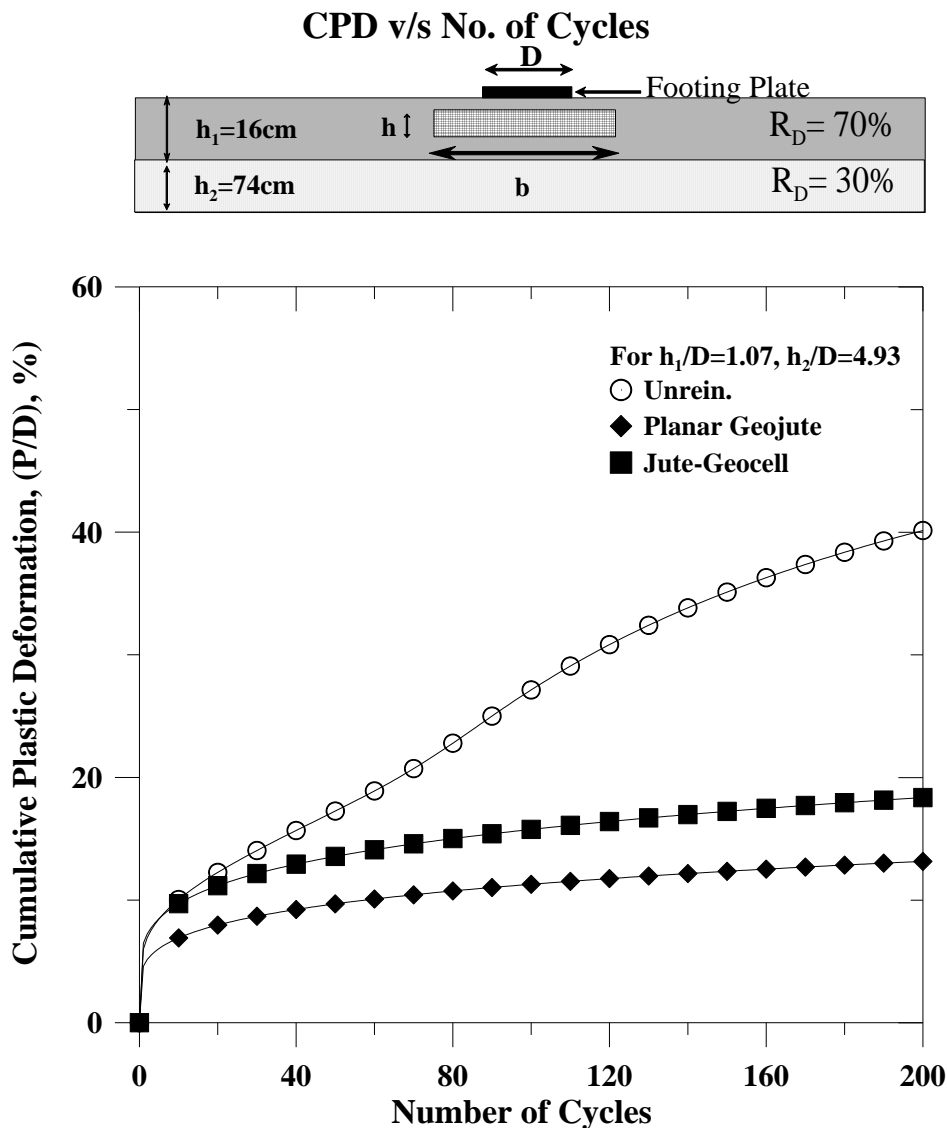 CPD v/s No. of Cycles
D
Footing Plate
h₁=16cm
h
R_D= 70%
h₂=74cm
b
R_D= 30%
60
For h₁/D=1.07, h₂/D=4.93
Unrein.
Planar Geojute
Jute-Geocell
40
20
0
Cumulative Plastic Deformation, (P/D), %)
0 40 80 120 160 200
Number of Cycles